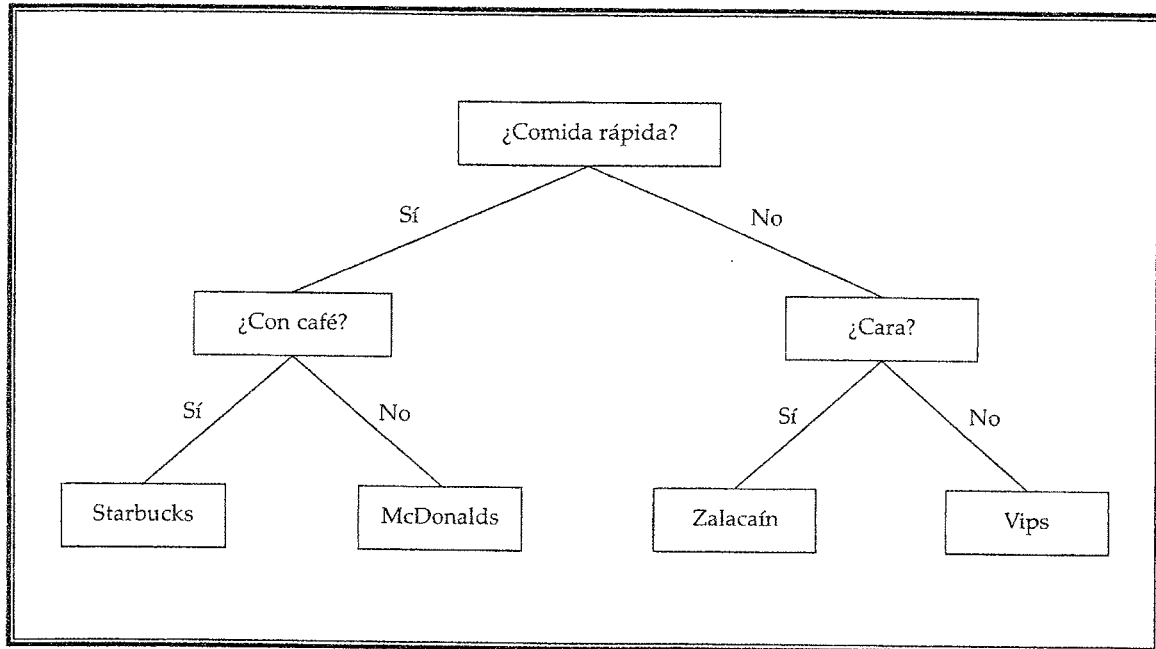 ¿Comida rápida?
Sí
No
¿Con café?
¿Cara?
Sí
No
Sí
No
Starbucks
McDonalds
Zalacaín
Vips